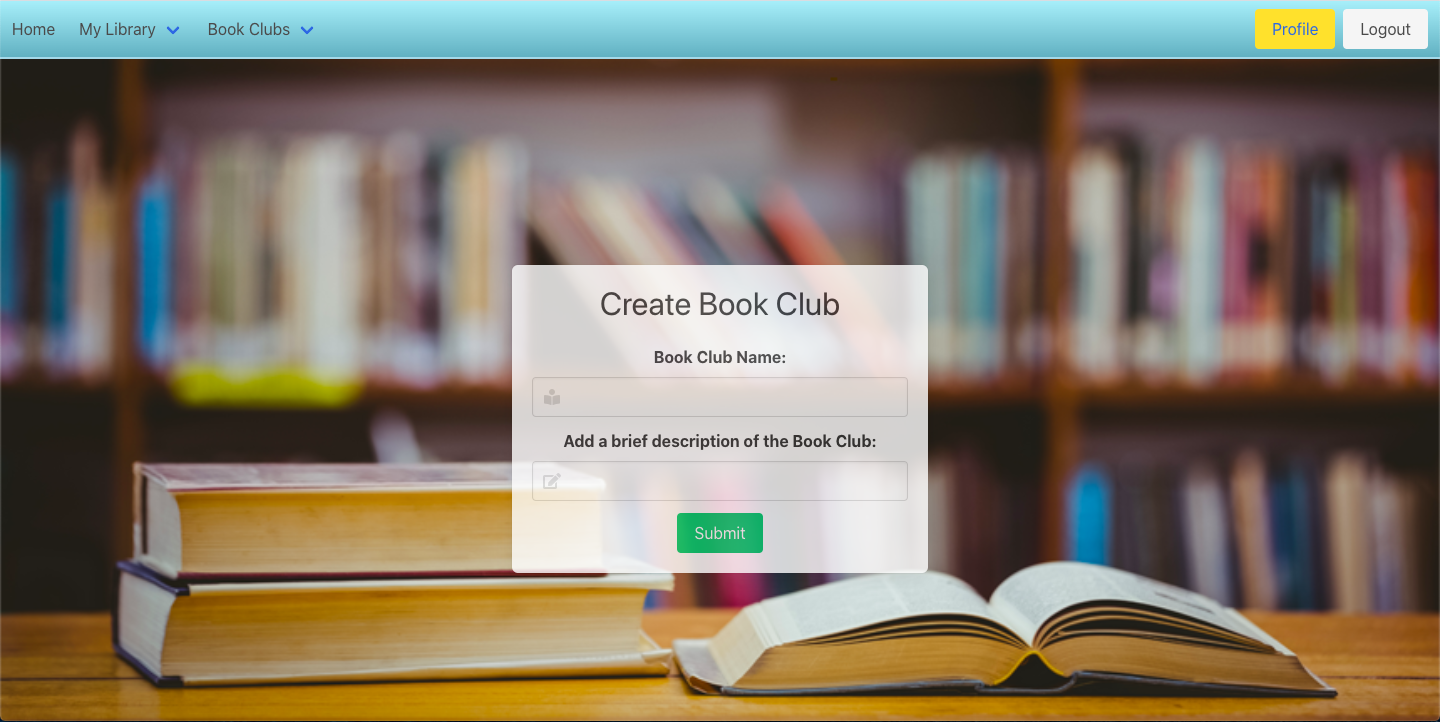 Home
My Library
Book Clubs
Profile
Logout
Create Book Club
Book Club Name:
Add a brief description of the Book Club:
Submit